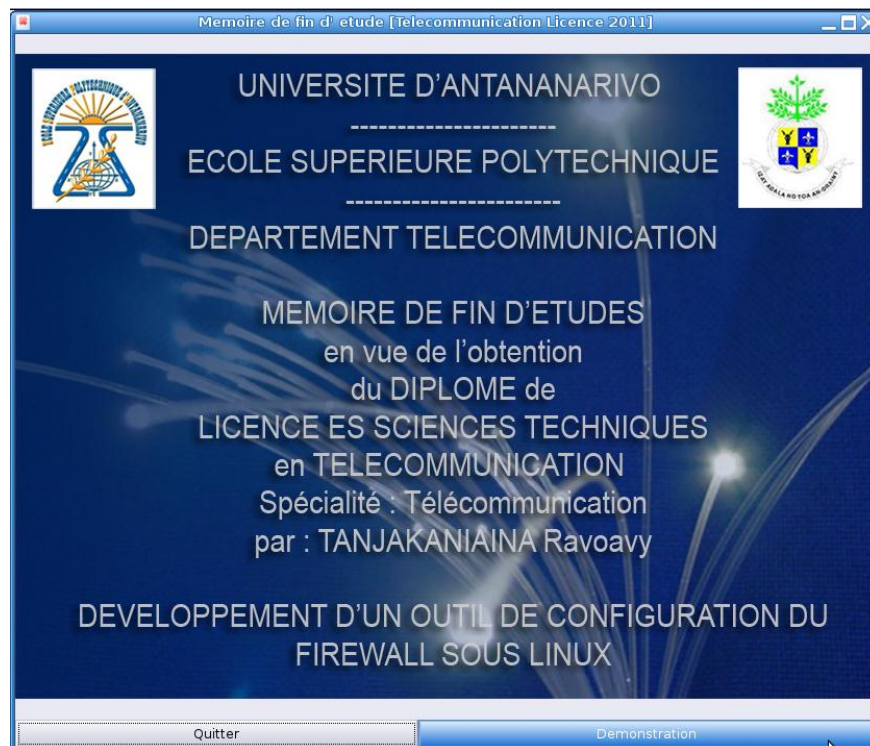 Memoire de fin d' etude [Telecommunication Licence 2011]
UNIVERSITE D’ANTANANARIVO
----------------------
ECOLE SUPERIEURE POLYTECHNIQUE
-----------------------
DEPARTEMENT TELECOMMUNICATION
MEMOIRE DE FIN D’ETUDES
en vue de l’obtention
du DIPLOME de
LICENCE ES SCIENCES TECHNIQUES
en TELECOMMUNICATION
Spécialité : Télécommunication
par : TANJAKANIAINA Ravoavy
DEVELOPPEMENT D’UN OUTIL DE CONFIGURATION DU
FIREWALL SOUS LINUX
Quitter
Demonstration